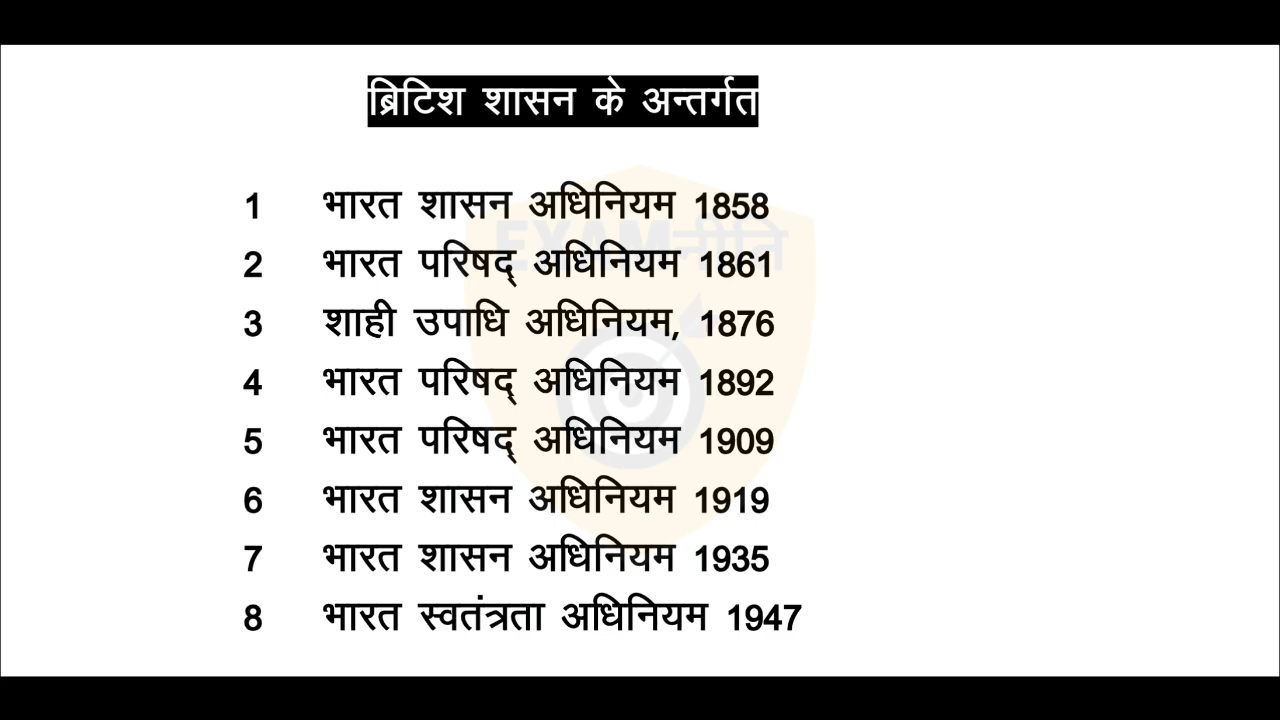 ब्रिटिश शासन के अन्तर्गत
1 भारत शासन अधिनियम 1858
2 भारत परिषद् अधिनियम 1861
3 शाही उपाधि अधिनियम, 1876
4 भारत परिषद् अधिनियम 1892
5 भारत परिषद् अधिनियम 1909
6 भारत शासन अधिनियम 1919
7 भारत शासन अधिनियम 1935
8 भारत स्वतंत्रता अधिनियम 1947
EXAMनीति